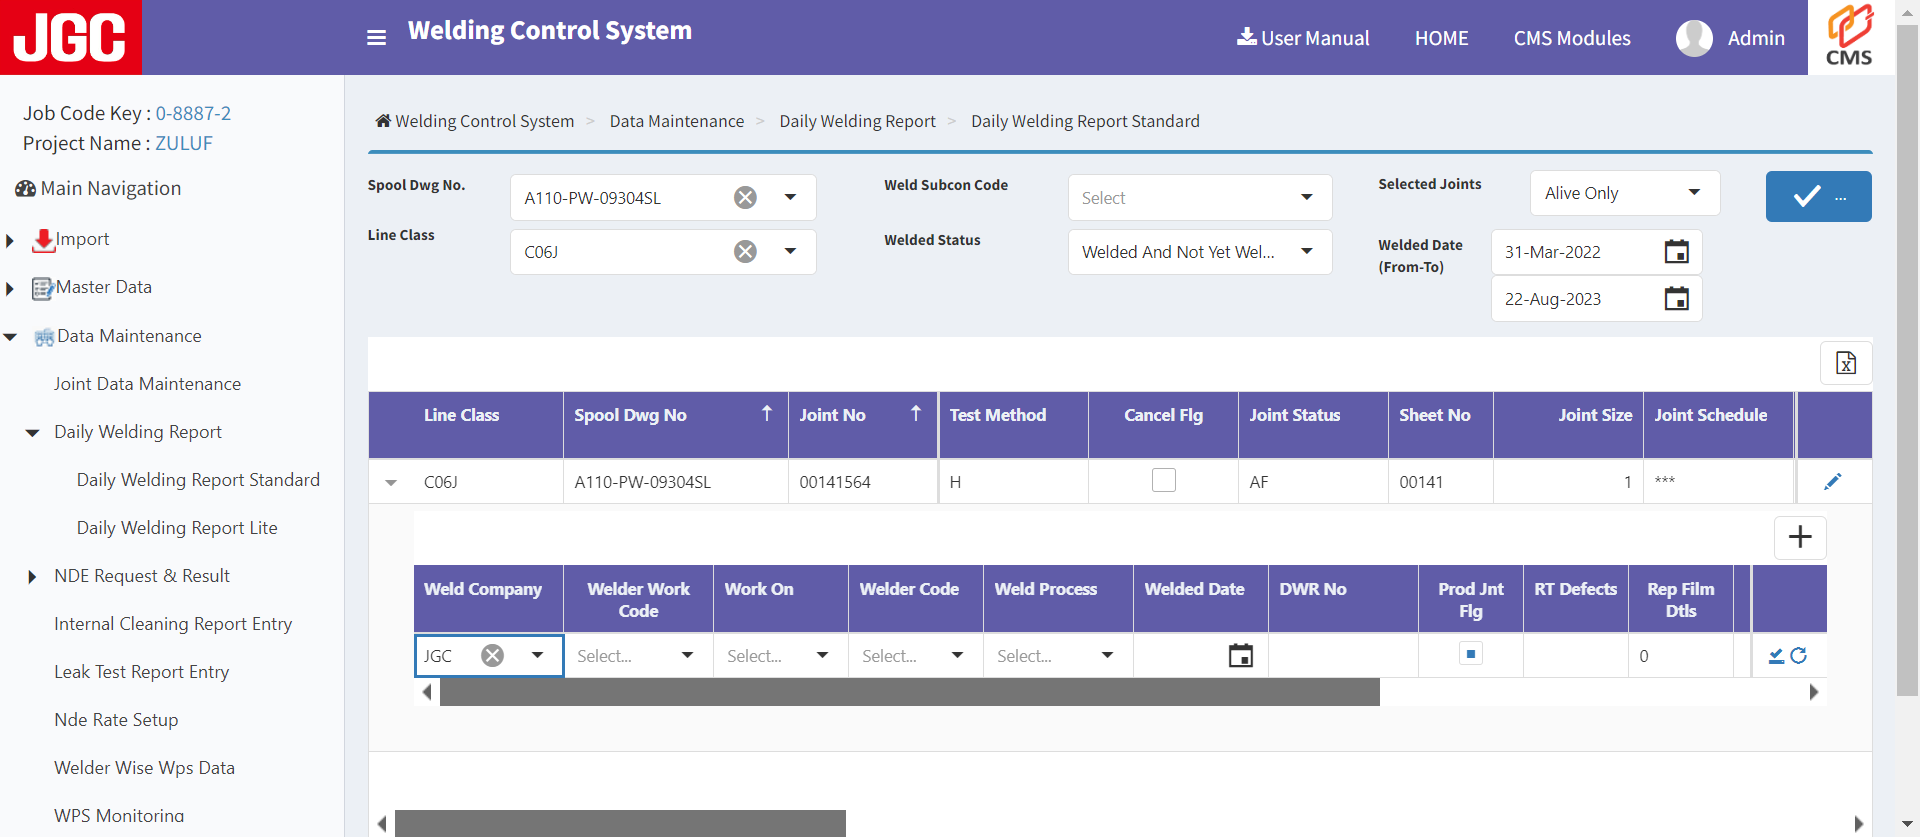 JGC
Welding Control System
User Manual
HOME
CMS Modules
Admin
CMS
Job Code Key : 0-8887-2
Project Name : ZULUF
Main Navigation
Import
Master Data
Data Maintenance
Joint Data Maintenance
Daily Welding Report
Daily Welding Report Standard
Daily Welding Report Lite
NDE Request & Result
Internal Cleaning Report Entry
Leak Test Report Entry
Nde Rate Setup
Welder Wise Wps Data
WPS Monitoring
Welding Control System > Data Maintenance > Daily Welding Report > Daily Welding Report Standard
Spool Dwg No.
A110-PW-09304SL
Line Class
C06J
Weld Subcon Code
Select
Welded Status
Welded And Not Yet Wel...
Selected Joints
Alive Only
Welded Date
(From-To)
31-Mar-2022
22-Aug-2023
...
Line Class Spool Dwg No Joint No Test Method Cancel Flg Joint Status Sheet No Joint Size Joint Schedule
C06J A110-PW-09304SL 00141564 H AF 00141 1 ***
Weld Company
Welder Work
Code
Work On
Welder Code
Weld Process
Welded Date
DWR No
Prod Jnt
Flg
RT Defects
Rep Film
Dtls
JGC Select... Select... Select... Select... 0